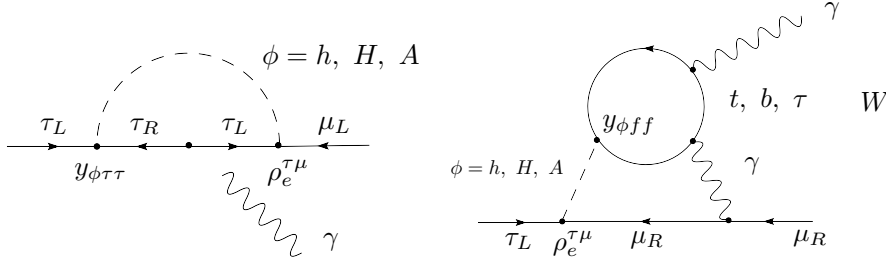 ϕ = h, H, A
τ_L τ_R τ_L μ_L
y_{ϕττ} ρ_e^{τμ}
γ
γ
t, b, τ W
y_{ϕff}
γ
ϕ = h, H, A
τ_L ρ_e^{τμ} μ_R μ_R